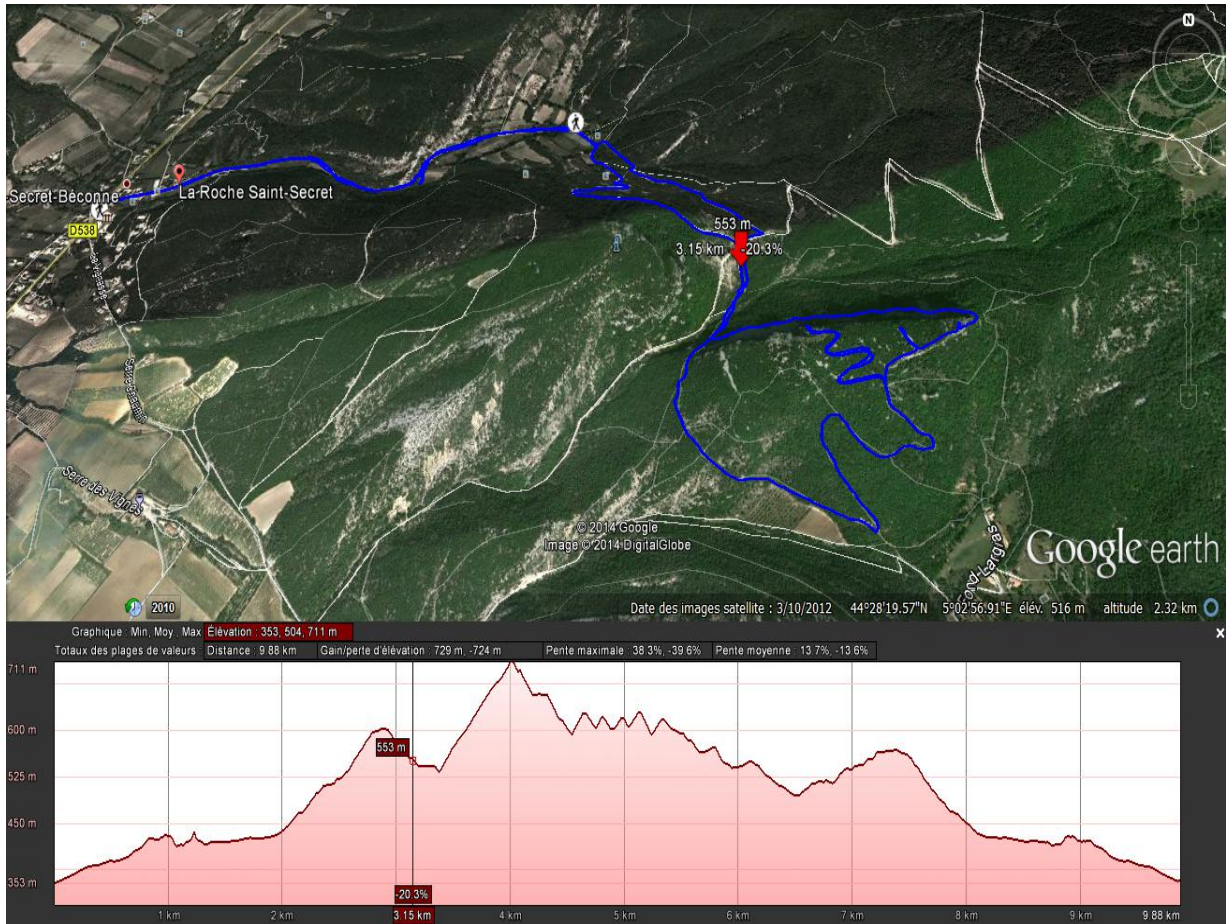 N
Secret-Béconne
La Roche Saint-Secret
D538
553 m
3.15 km -20.3%
Serre des Vignes
© 2014 Google
Image © 2014 DigitalGlobe
Google earth
2010
Date des images satellite : 3/10/2012 44°28'19.57"N 5°02'56.91"E élév. 516 m altitude 2.32 km
Graphique : Min, Moy., Max Élévation : 353, 504, 711 m
X
Totaux des plages de valeurs : Distance : 9.88 km Gain/perte d'élévation : 729 m, -724 m Pente maximale : 38.3%, -39.6% Pente moyenne : 13.7%, -13.6%
711 m
600 m
553 m
525 m
450 m
353 m
-20.3%
1 km 2 km 3.15 km 4 km 5 km 6 km 7 km 8 km 9 km 9.88 km